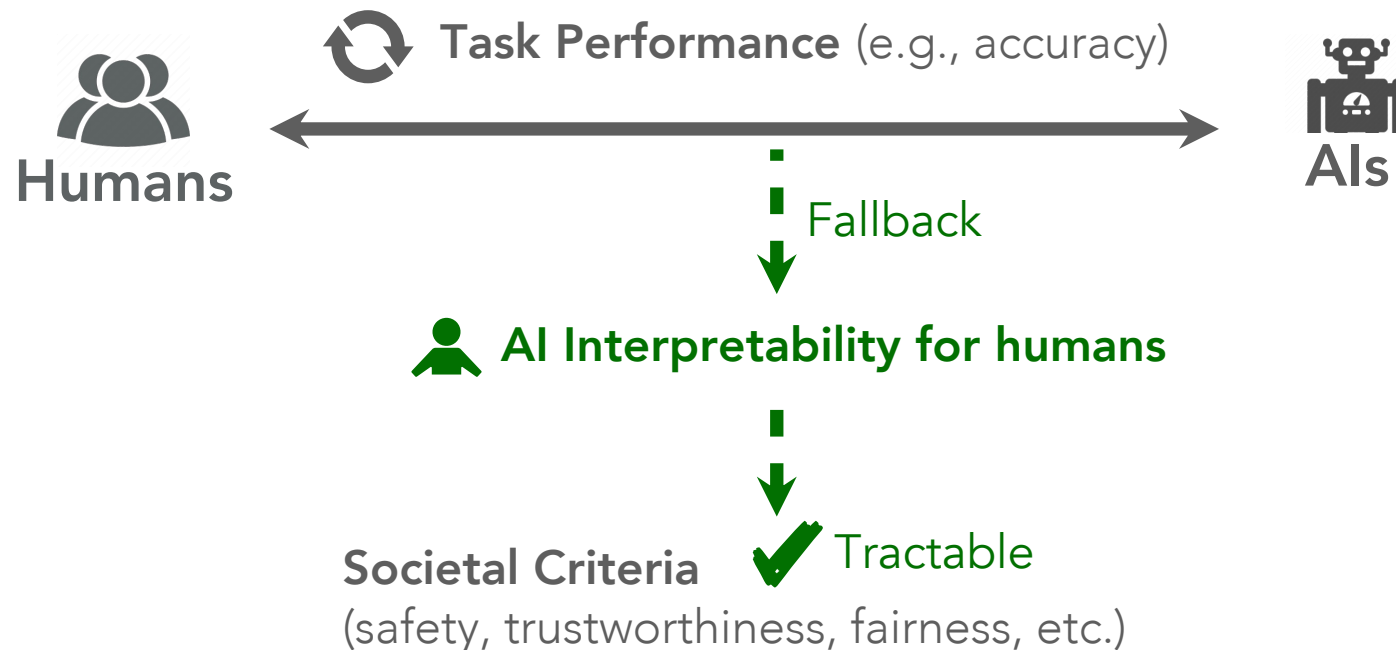 Task Performance (e.g., accuracy)
Humans
AIs
Fallback
AI Interpretability for humans
Tractable
Societal Criteria
(safety, trustworthiness, fairness, etc.)